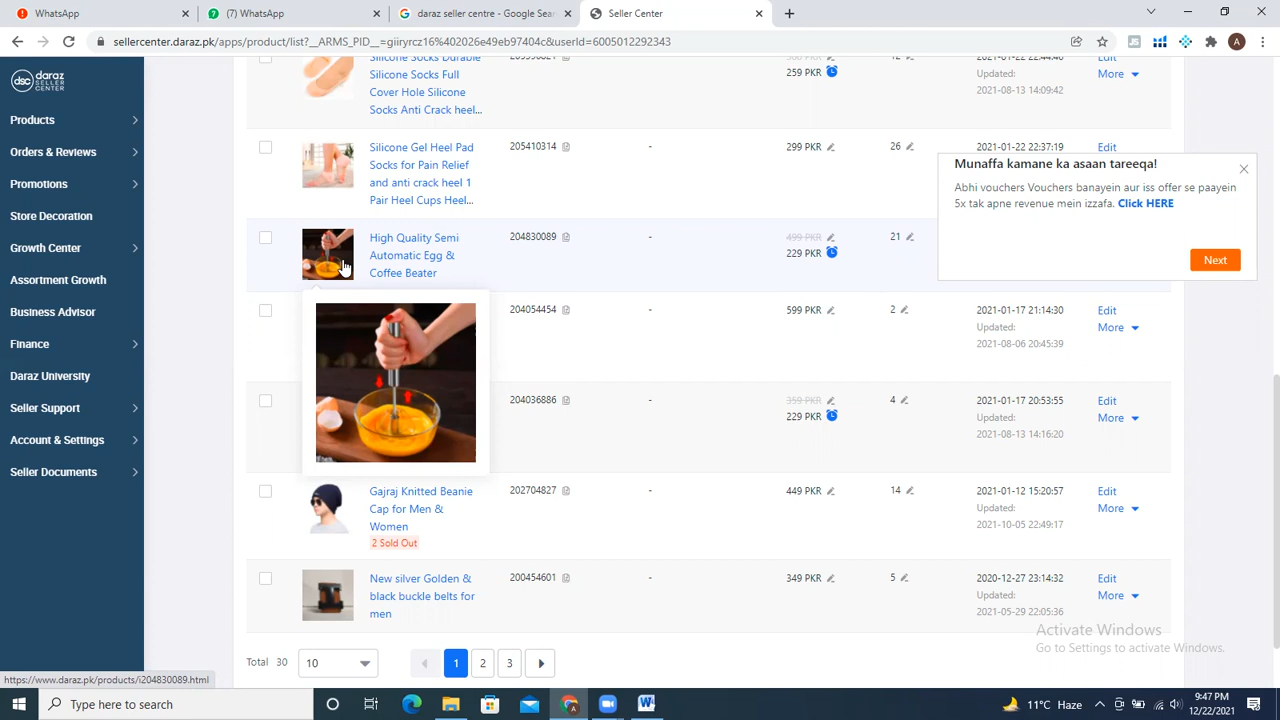 WhatsApp
(7) WhatsApp
daraz seller centre - Google Sea
Seller Center
sellercenter.daraz.pk/apps/product/list?__ARMS_PID__=giiryrcz16%402026e49eb97404c&userId=6005012292343
A
dsc daraz SELLER CENTER
Products
Orders & Reviews
Promotions
Store Decoration
Growth Center
Assortment Growth
Business Advisor
Finance
Daraz University
Seller Support
Account & Settings
Seller Documents
Silicone Socks Durable
Silicone Socks Full
Cover Hole Silicone
Socks Anti Crack heel...
259 PKR
2021-01-22 22:44:46
Updated:
2021-08-13 14:09:42
Edit
More
Silicone Gel Heel Pad
Socks for Pain Relief
and anti crack heel 1
Pair Heel Cups Heel...
205410314
-
299 PKR
26
2021-01-22 22:37:19
Edit
Munaffa kamane ka asaan tareeqa!
Abhi vouchers Vouchers banayein aur iss offer se paayein
5x tak apne revenue mein izzafa. Click HERE
Next
High Quality Semi
Automatic Egg &
Coffee Beater
204830089
-
499 PKR
229 PKR
21
204054454
-
599 PKR
2
2021-01-17 21:14:30
Updated:
2021-08-06 20:45:39
Edit
More
204036886
-
359 PKR
229 PKR
4
2021-01-17 20:53:55
Updated:
2021-08-13 14:16:20
Edit
More
Gajraj Knitted Beanie
Cap for Men &
Women
2 Sold Out
202704827
-
449 PKR
14
2021-01-12 15:20:57
Updated:
2021-10-05 22:49:17
Edit
More
New silver Golden &
black buckle belts for
men
200454601
-
349 PKR
5
2020-12-27 23:14:32
Updated:
2021-05-29 22:05:36
Edit
More
Activate Windows
Go to Settings to activate Windows.
Total 30
10
1
2
3
https://www.daraz.pk/products/i204830089.html
Type here to search
11°C Haze
9:47 PM
12/22/2021